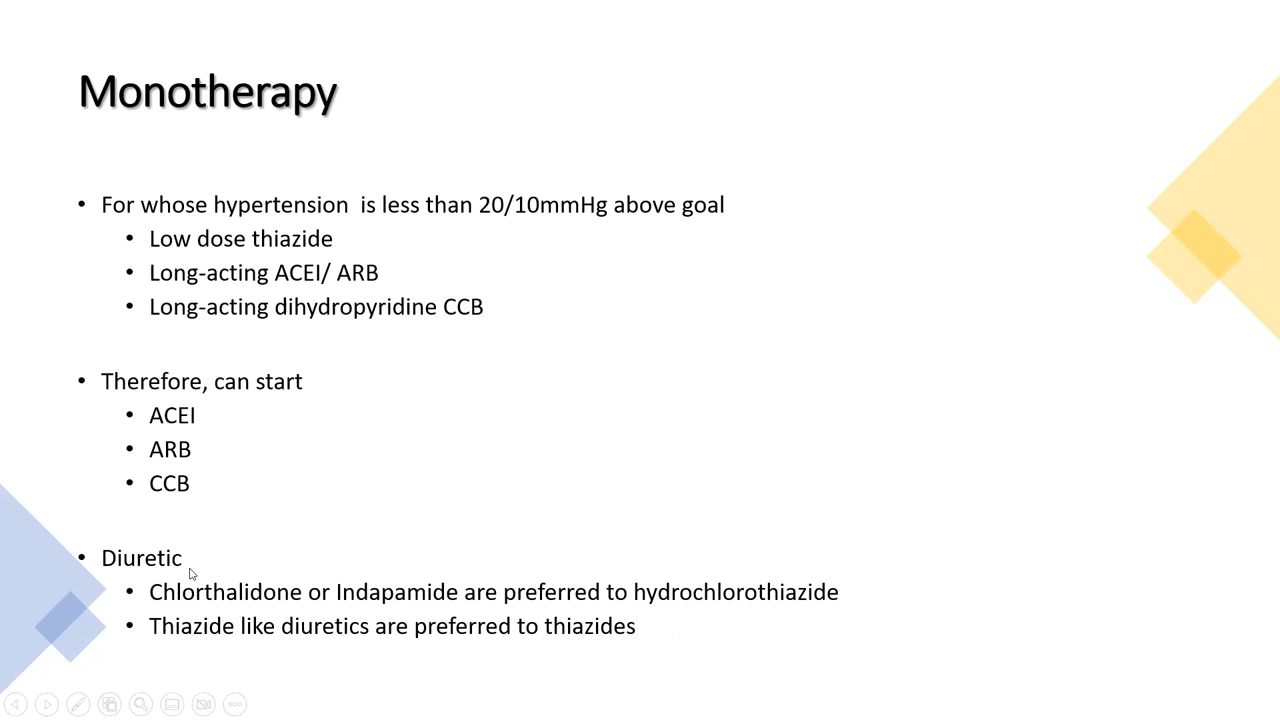 Monotherapy
• For whose hypertension  is less than 20/10mmHg above goal
• Low dose thiazide
• Long-acting ACEI/ ARB
• Long-acting dihydropyridine CCB
• Therefore, can start
• ACEI
• ARB
• CCB
• Diuretic
• Chlorthalidone or Indapamide are preferred to hydrochlorothiazide
• Thiazide like diuretics are preferred to thiazides